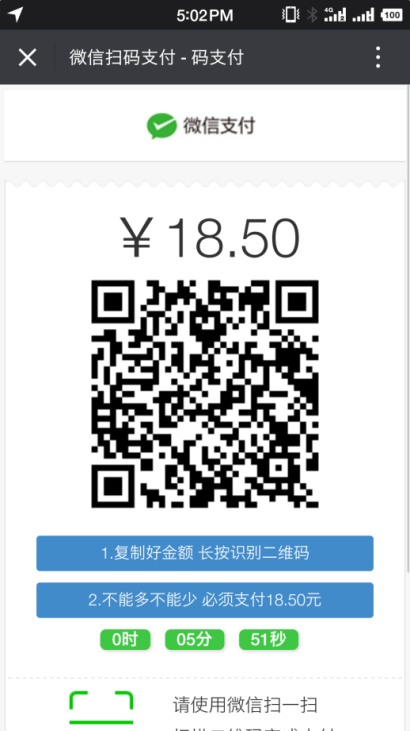 5:02PM
4G
100
微信扫码支付 - 码支付
微信支付
￥18.50
1.复制好金额 长按识别二维码
2.不能多不能少 必须支付18.50元
0时 05分 51秒
请使用微信扫一扫